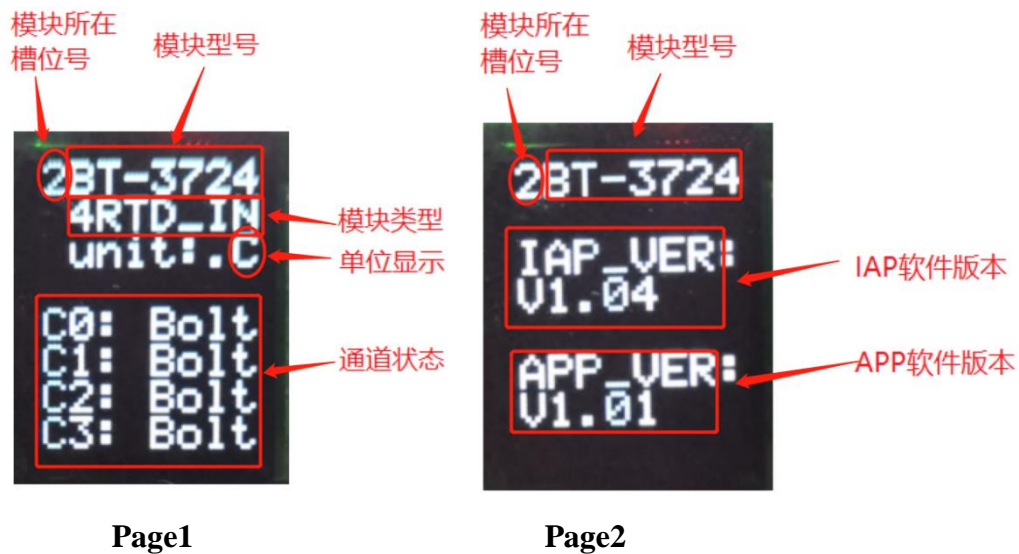 模块所在
槽位号
模块型号
2BT-3724
4RTD_IN
unit:.C
模块类型
单位显示
C0: Bolt
C1: Bolt
C2: Bolt
C3: Bolt
通道状态
Page1
模块所在
槽位号
模块型号
2BT-3724
IAP_VER:
V1.04
IAP软件版本
APP_VER:
V1.01
APP软件版本
Page2